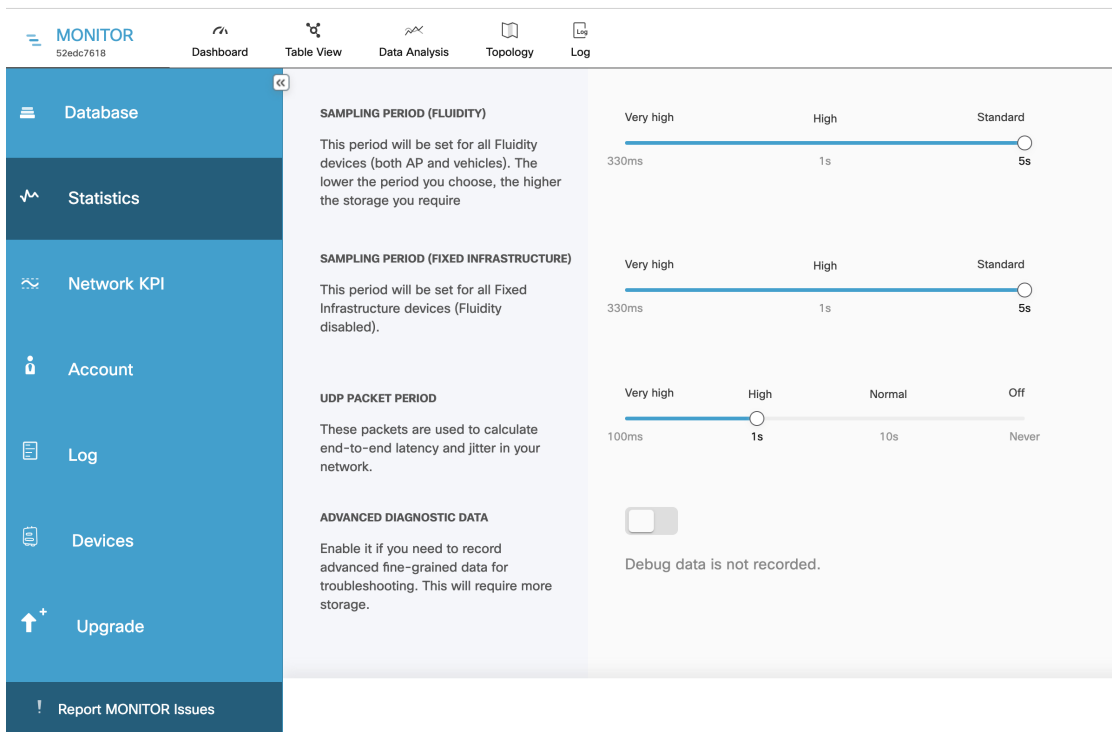 MONITOR
52edc7618
Dashboard
Table View
Data Analysis
Topology
Log
Log
Database
Statistics
Network KPI
Account
Log
Devices
Upgrade
Report MONITOR Issues
SAMPLING PERIOD (FLUIDITY)
This period will be set for all Fluidity
devices (both AP and vehicles). The
lower the period you choose, the higher
the storage you require
Very high
High
Standard
330ms
1s
5s
SAMPLING PERIOD (FIXED INFRASTRUCTURE)
This period will be set for all Fixed
Infrastructure devices (Fluidity
disabled).
Very high
High
Standard
330ms
1s
5s
UDP PACKET PERIOD
These packets are used to calculate
end-to-end latency and jitter in your
network.
Very high
High
Normal
Off
100ms
1s
10s
Never
ADVANCED DIAGNOSTIC DATA
Enable it if you need to record
advanced fine-grained data for
troubleshooting. This will require more
storage.
Debug data is not recorded.